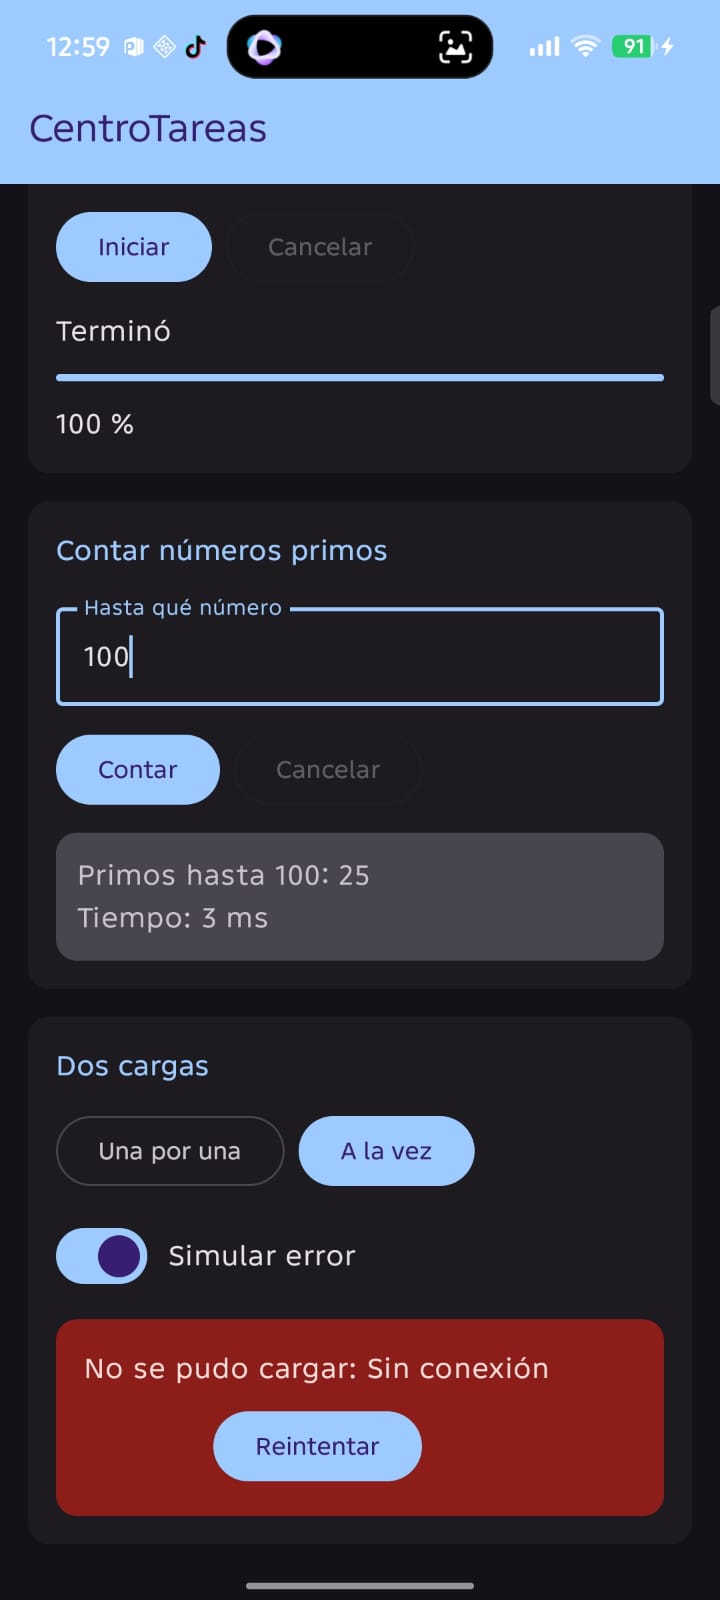 12:59
91
CentroTareas
Iniciar
Cancelar
Terminó
100 %
Contar números primos
Hasta qué número
100
Contar
Cancelar
Primos hasta 100: 25
Tiempo: 3 ms
Dos cargas
Una por una
A la vez
Simular error
No se pudo cargar: Sin conexión
Reintentar